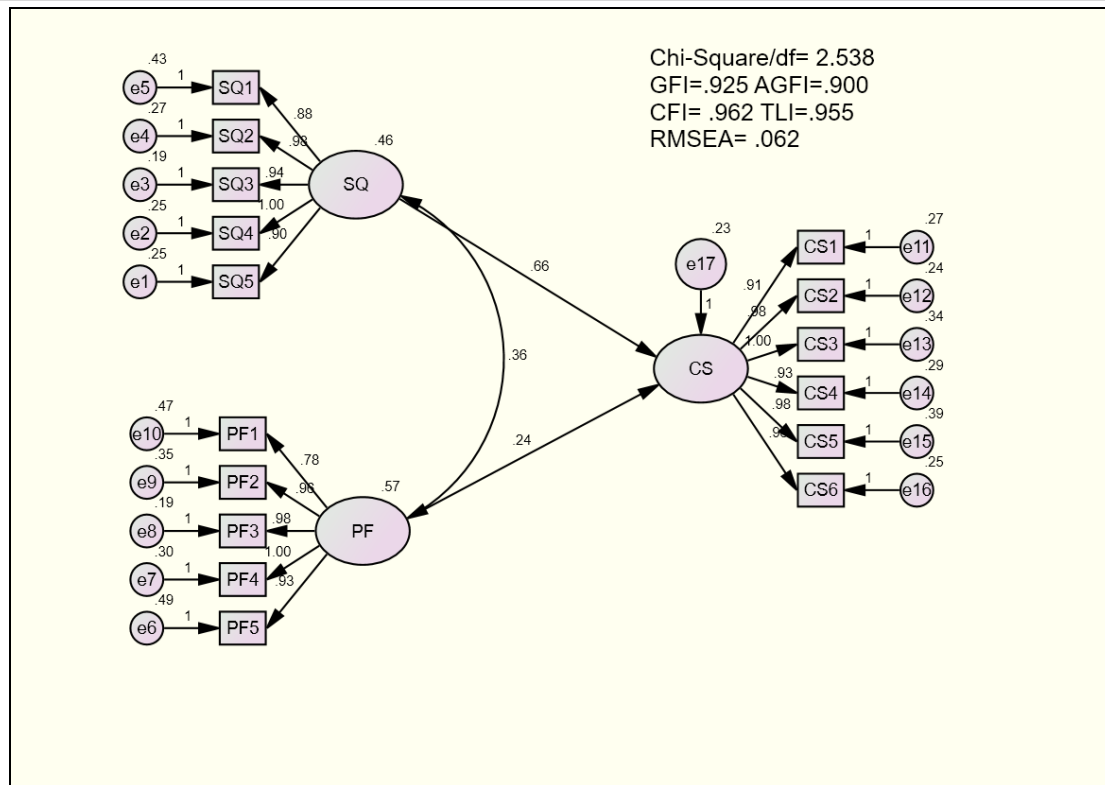 Chi-Square/df= 2.538
GFI=.925 AGFI=.900
CFI= .962 TLI=.955
RMSEA= .062
.43
e5 1 SQ1
.88
.27
e4 1 SQ2
.98
.46
.19
e3 1 SQ3
.94
SQ
.25
e2 1 SQ4
1.00
.25
e1 1 SQ5
.90
.66
.36
.24
.23
e17
1
CS
.91
CS1 1 e11
.27
.98
CS2 1 e12
.24
1.00
CS3 1 e13
.34
.93
CS4 1 e14
.29
.98
CS5 1 e15
.39
CS6 1 e16
.25
.47
e10 1 PF1
.78
.35
e9 1 PF2
.96
.57
.19
e8 1 PF3
.98
PF
.30
e7 1 PF4
1.00
.49
e6 1 PF5
.93